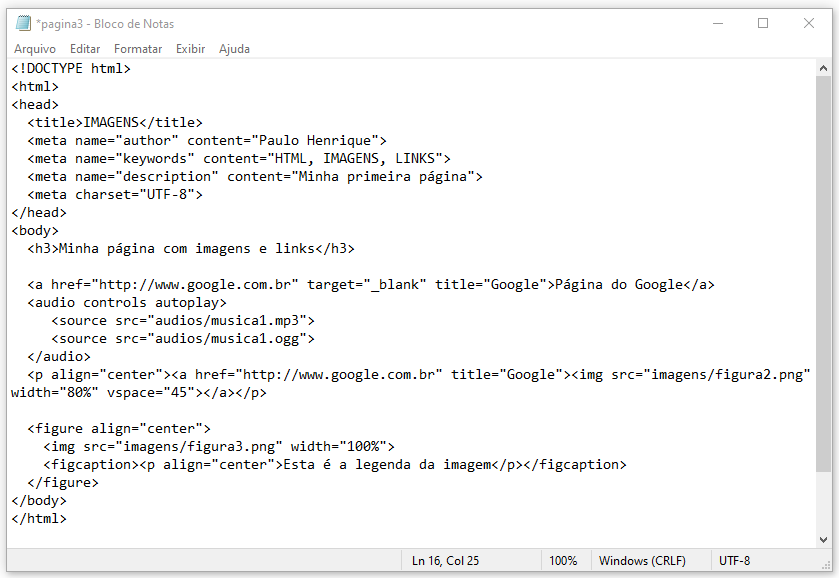 *pagina3 - Bloco de Notas
Arquivo Editar Formatar Exibir Ajuda
<!DOCTYPE html>
<html>
<head>
  <title>IMAGENS</title>
  <meta name="author" content="Paulo Henrique">
  <meta name="keywords" content="HTML, IMAGENS, LINKS">
  <meta name="description" content="Minha primeira página">
  <meta charset="UTF-8">
</head>
<body>
  <h3>Minha página com imagens e links</h3>

  <a href="http://www.google.com.br" target="_blank" title="Google">Página do Google</a>
  <audio controls autoplay>
     <source src="audios/musica1.mp3">
     <source src="audios/musica1.ogg">
  </audio>
  <p align="center"><a href="http://www.google.com.br" title="Google"><img src="imagens/figura2.png"
width="80%" vspace="45"></a></p>

  <figure align="center">
    <img src="imagens/figura3.png" width="100%">
    <figcaption><p align="center">Esta é a legenda da imagem</p></figcaption>
  </figure>
</body>
</html>
Ln 16, Col 25 100% Windows (CRLF) UTF-8